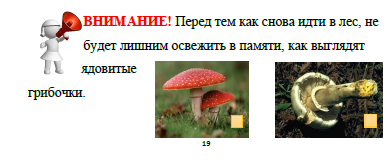 ВНИМАНИЕ! Перед тем как снова идти в лес, не
будет лишним освежить в памяти, как выглядят
ядовитые
грибочки.
19